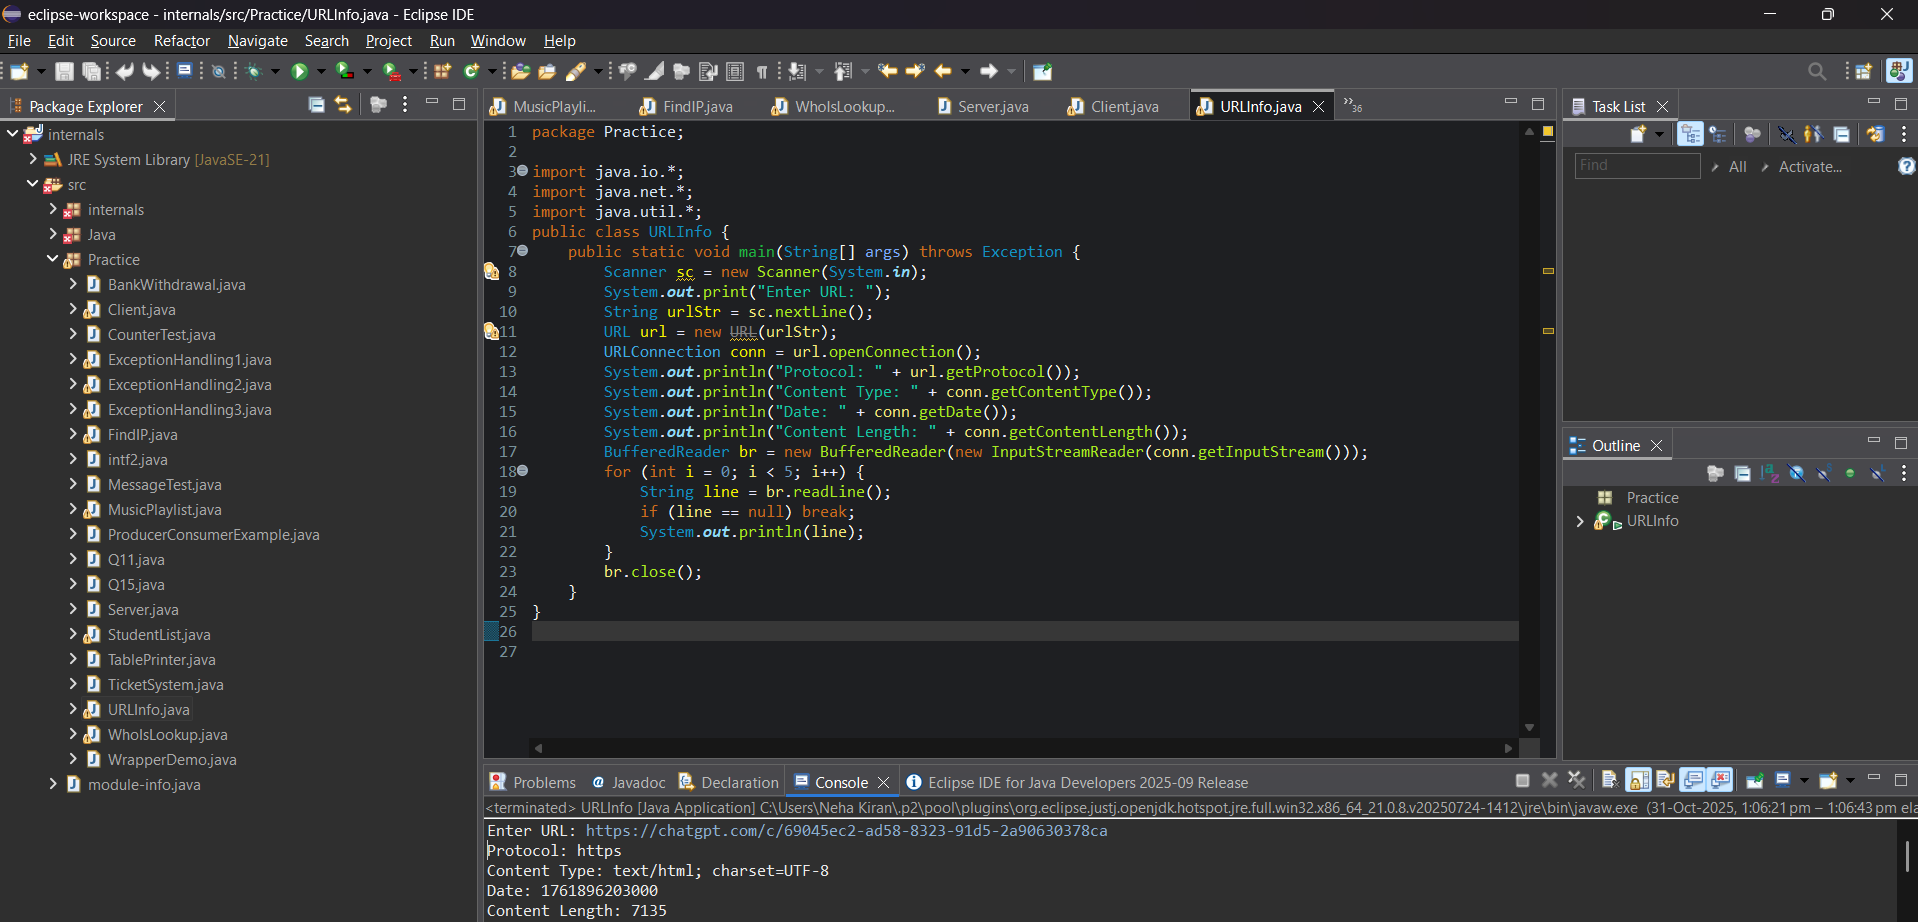 eclipse-workspace - internals/src/Practice/URLInfo.java - Eclipse IDE
File Edit Source Refactor Navigate Search Project Run Window Help
Package Explorer
internals
JRE System Library [JavaSE-21]
src
internals
Java
Practice
BankWithdrawal.java
Client.java
CounterTest.java
ExceptionHandling1.java
ExceptionHandling2.java
ExceptionHandling3.java
FindIP.java
intf2.java
MessageTest.java
MusicPlaylist.java
ProducerConsumerExample.java
Q11.java
Q15.java
Server.java
StudentList.java
TablePrinter.java
TicketSystem.java
URLInfo.java
WhoIsLookup.java
WrapperDemo.java
module-info.java
MusicPlayli... FindIP.java WhoIsLookup... Server.java Client.java URLInfo.java »36
1 package Practice;
2
3 import java.io.*;
4 import java.net.*;
5 import java.util.*;
6 public class URLInfo {
7 public static void main(String[] args) throws Exception {
8 Scanner sc = new Scanner(System.in);
9 System.out.print("Enter URL: ");
10 String urlStr = sc.nextLine();
11 URL url = new URL(urlStr);
12 URLConnection conn = url.openConnection();
13 System.out.println("Protocol: " + url.getProtocol());
14 System.out.println("Content Type: " + conn.getContentType());
15 System.out.println("Date: " + conn.getDate());
16 System.out.println("Content Length: " + conn.getContentLength());
17 BufferedReader br = new BufferedReader(new InputStreamReader(conn.getInputStream()));
18 for (int i = 0; i < 5; i++) {
19 String line = br.readLine();
20 if (line == null) break;
21 System.out.println(line);
22 }
23 br.close();
24 }
25 }
26
27
Task List
Find All Activate...
Outline
Practice
URLInfo
Problems Javadoc Declaration Console Eclipse IDE for Java Developers 2025-09 Release
<terminated> URLInfo [Java Application] C:\Users\Neha Kiran\.p2\pool\plugins\org.eclipse.justj.openjdk.hotspot.jre.full.win32.x86_64_21.0.8.v20250724-1412\jre\bin\javaw.exe (31-Oct-2025, 1:06:21 pm – 1:06:43 pm ela
Enter URL: https://chatgpt.com/c/69045ec2-ad58-8323-91d5-2a90630378ca
Protocol: https
Content Type: text/html; charset=UTF-8
Date: 1761896203000
Content Length: 7135